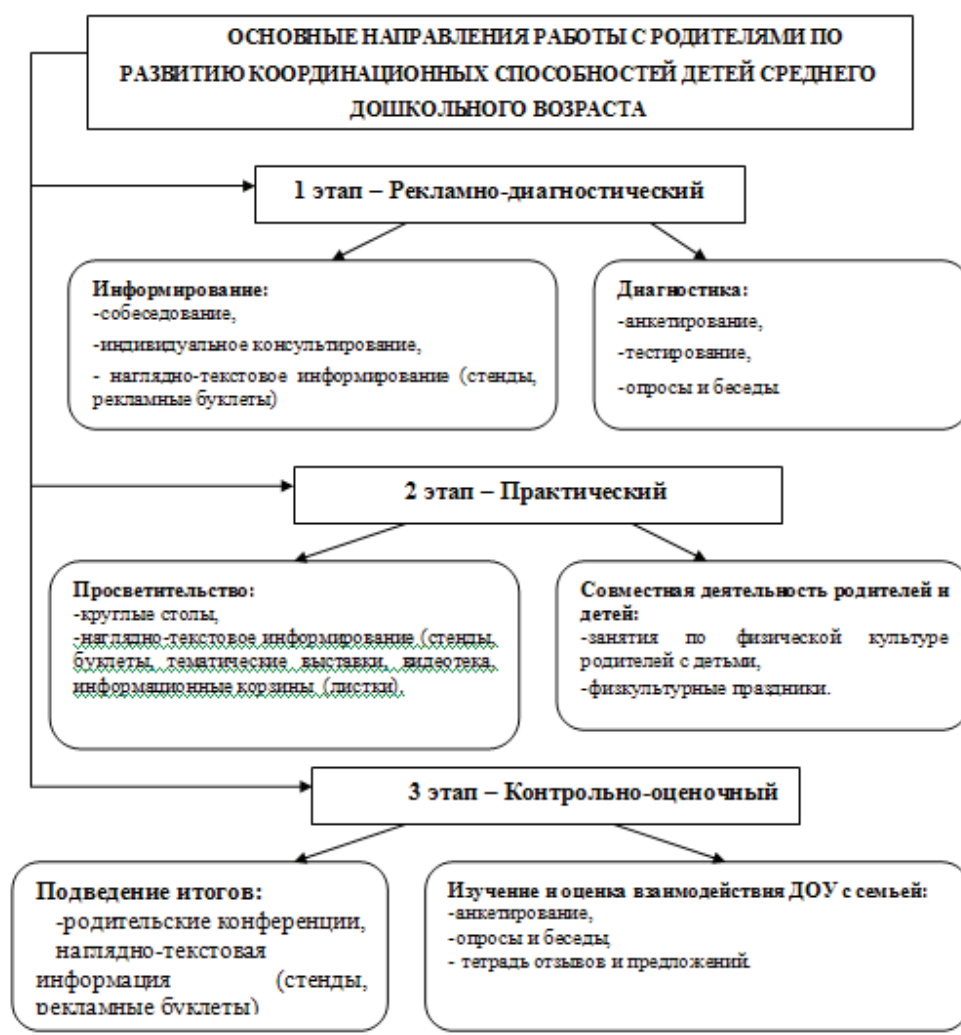 ОСНОВНЫЕ НАПРАВЛЕНИЯ РАБОТЫ С РОДИТЕЛЯМИ ПО
РАЗВИТИЮ КООРДИНАЦИОННЫХ СПОСОБНОСТЕЙ ДЕТЕЙ СРЕДНЕГО
ДОШКОЛЬНОГО ВОЗРАСТА
1 этап – Рекламно-диагностический
Информирование:
-собеседование,
-индивидуальное консультирование,
- наглядно-текстовое информирование (стенды,
рекламные буклеты)
Диагностика:
-анкетирование,
-тестирование,
-опросы и беседы.
2 этап – Практический
Просветительство:
-круглые столы,
-наглядно-текстовое информирование (стенды,
буклеты, тематические выставки, видеотека,
информационные корзины (листки).
Совместная деятельность родителей и
детей:
-занятия по физической культуре
родителей с детьми,
-физкультурные праздники.
3 этап – Контрольно-оценочный
Подведение итогов:
-родительские конференции,
наглядно-текстовая
информация (стенды,
рекламные буклеты)
Изучение и оценка взаимодействия ДОУ с семьей:
-анкетирование,
-опросы и беседы,
- тетрадь отзывов и предложений.